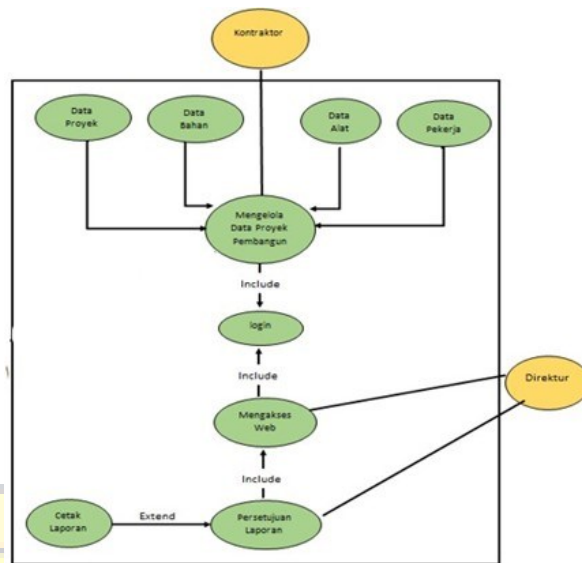 Kontraktor
Data
Proyek
Data
Bahan
Data
Alat
Data
Pekerja
Mengelola
Data Proyek
Pembangun
Include
login
Include
Direktur
Mengakses
Web
Include
Cetak
Laporan
Extend
Persetujuan
Laporan